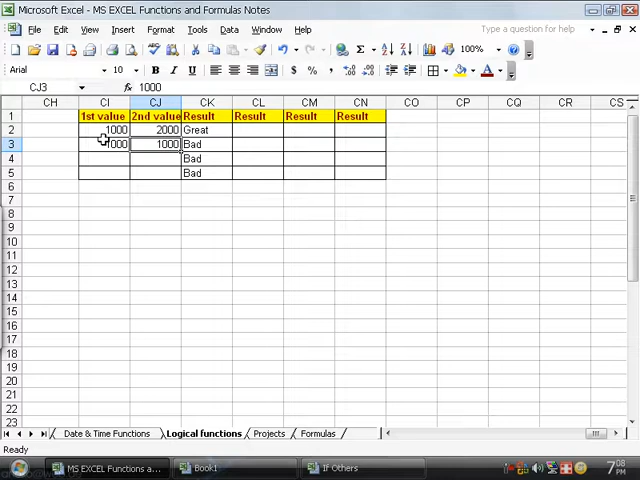 Microsoft Excel - MS EXCEL Functions and Formulas Notes
File Edit View Insert Format Tools Data Window Help Type a question for help
Σ 100%
Arial 10 B I U $ % A
CJ3 fx 1000
CH CI CJ CK CL CM CN CO CP CQ CR CS
1 1st value 2nd value Result Result Result Result
2 1000 2000 Great
3 1000 1000 Bad
4 Bad
5 Bad
6
7
8
9
10
11
12
13
14
15
16
17
18
19
20
21
22
23
Date & Time Functions Logical functions Projects Formulas
Ready
MS EXCEL Functions a... Book1 If Others 7:08 PM